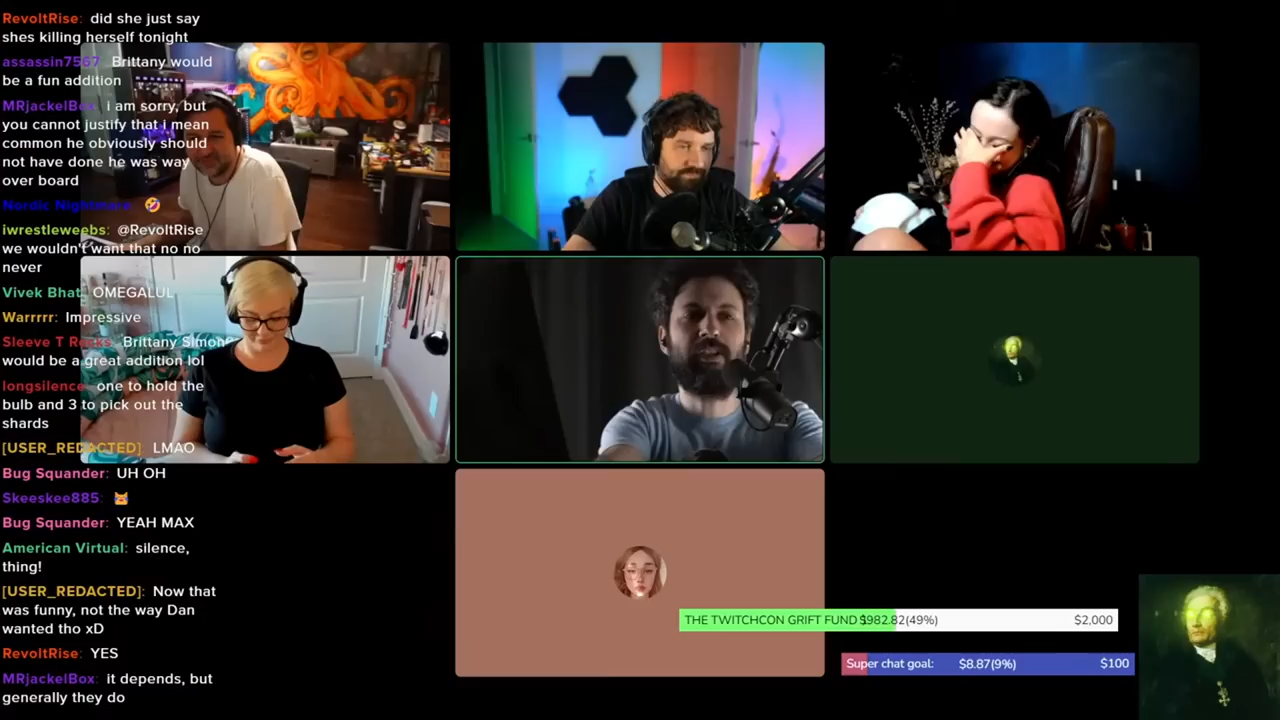 RevoltRise: did she just say
shes killing herself tonight
assassin7567 Brittany would
be a fun addition
MRjackelBox: i am sorry, but
you cannot justify that i mean
common he obviously should
not have done he was way
over board
Nordic Nightmare 🤣
iwrestleweebs: @RevoltRise
we wouldn't want that no no
never
Vivek Bhat: OMEGALUL
Warrrrr: Impressive
Sleeve T Rocks: Brittany Simon
would be a great addition lol
longsilence: one to hold the
bulb and 3 to pick out the
shards
[USER_REDACTED]: LMAO
Bug Squander: UH OH
Skeeskee885: 😹
Bug Squander: YEAH MAX
American Virtual: silence,
thing!
[USER_REDACTED]: Now that
was funny, not the way Dan
wanted tho xD
RevoltRise: YES
MRjackelBox: it depends, but
generally they do
THE TWITCHCON GRIFT FUND $982.82(49%) $2,000
Super chat goal: $8.87(9%) $100